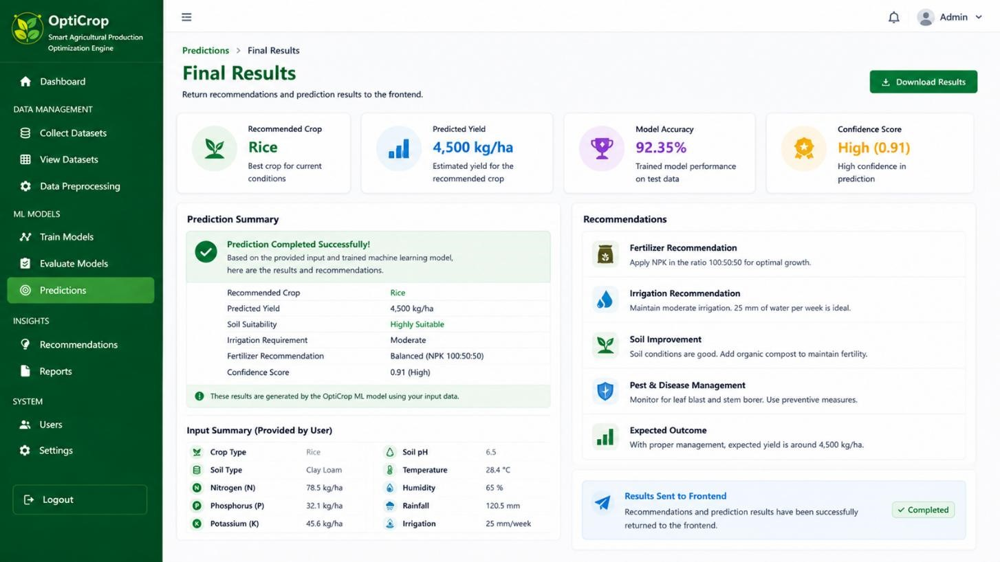 OptiCrop
Smart Agricultural Production
Optimization Engine
Dashboard
DATA MANAGEMENT
Collect Datasets
View Datasets
Data Preprocessing
ML MODELS
Train Models
Evaluate Models
Predictions
INSIGHTS
Recommendations
Reports
SYSTEM
Users
Settings
Logout
Admin
Predictions > Final Results
Final Results
Return recommendations and prediction results to the frontend.
Download Results
Recommended Crop
Rice
Best crop for current
conditions
Predicted Yield
4,500 kg/ha
Estimated yield for the
recommended crop
Model Accuracy
92.35%
Trained model performance
on test data
Confidence Score
High (0.91)
High confidence in
prediction
Prediction Summary
Prediction Completed Successfully!
Based on the provided input and trained machine learning model,
here are the results and recommendations.
Recommended Crop Rice
Predicted Yield 4,500 kg/ha
Soil Suitability Highly Suitable
Irrigation Requirement Moderate
Fertilizer Recommendation Balanced (NPK 100:50:50)
Confidence Score 0.91 (High)
These results are generated by the OptiCrop ML model using your input data.
Input Summary (Provided by User)
Crop Type Rice Soil pH 6.5
Soil Type Clay Loam Temperature 28.4 °C
N Nitrogen (N) 78.5 kg/ha Humidity 65 %
P Phosphorus (P) 32.1 kg/ha Rainfall 120.5 mm
K Potassium (K) 45.6 kg/ha Irrigation 25 mm/week
Recommendations
Fertilizer Recommendation
Apply NPK in the ratio 100:50:50 for optimal growth.
Irrigation Recommendation
Maintain moderate irrigation. 25 mm of water per week is ideal.
Soil Improvement
Soil conditions are good. Add organic compost to maintain fertility.
Pest & Disease Management
Monitor for leaf blast and stem borer. Use preventive measures.
Expected Outcome
With proper management, expected yield is around 4,500 kg/ha.
Results Sent to Frontend
Recommendations and prediction results have been successfully
returned to the frontend.
✓ Completed